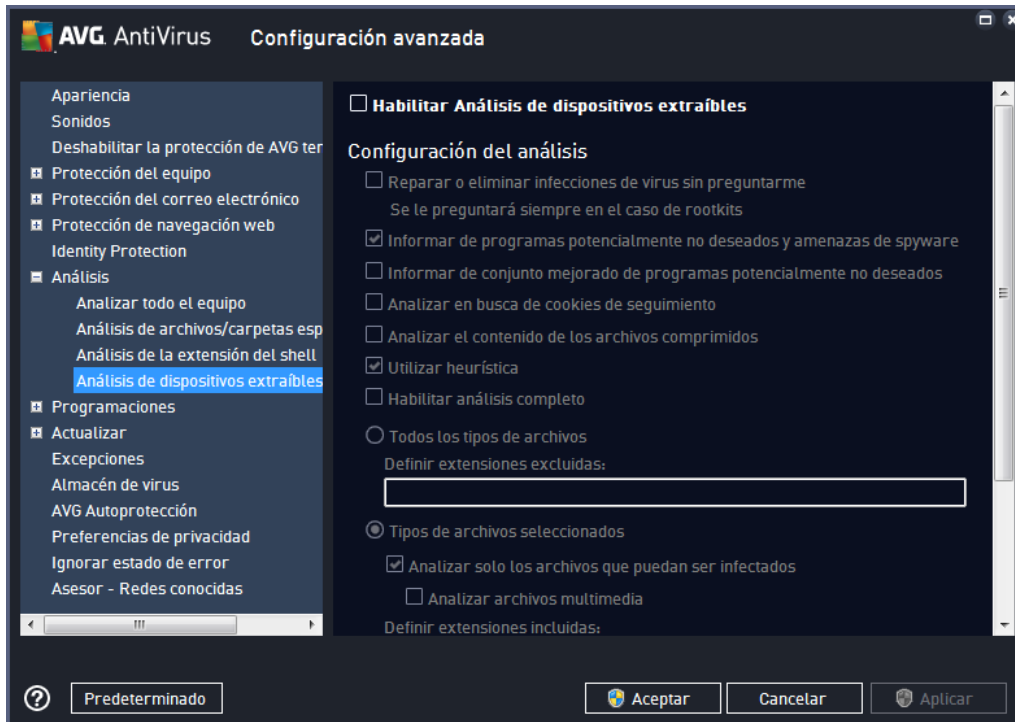 AVG AntiVirus Configuración avanzada
Apariencia
Sonidos
Deshabilitar la protección de AVG ter
Protección del equipo
Protección del correo electrónico
Protección de navegación web
Identity Protection
Análisis
Analizar todo el equipo
Análisis de archivos/carpetas esp
Análisis de la extensión del shell
Análisis de dispositivos extraíbles
Programaciones
Actualizar
Excepciones
Almacén de virus
AVG Autoprotección
Preferencias de privacidad
Ignorar estado de error
Asesor - Redes conocidas
Habilitar Análisis de dispositivos extraíbles
Configuración del análisis
Reparar o eliminar infecciones de virus sin preguntarme
Se le preguntará siempre en el caso de rootkits
Informar de programas potencialmente no deseados y amenazas de spyware
Informar de conjunto mejorado de programas potencialmente no deseados
Analizar en busca de cookies de seguimiento
Analizar el contenido de los archivos comprimidos
Utilizar heurística
Habilitar análisis completo
Todos los tipos de archivos
Definir extensiones excluidas:
Tipos de archivos seleccionados
Analizar solo los archivos que puedan ser infectados
Analizar archivos multimedia
Definir extensiones incluidas:
? Predeterminado Aceptar Cancelar Aplicar